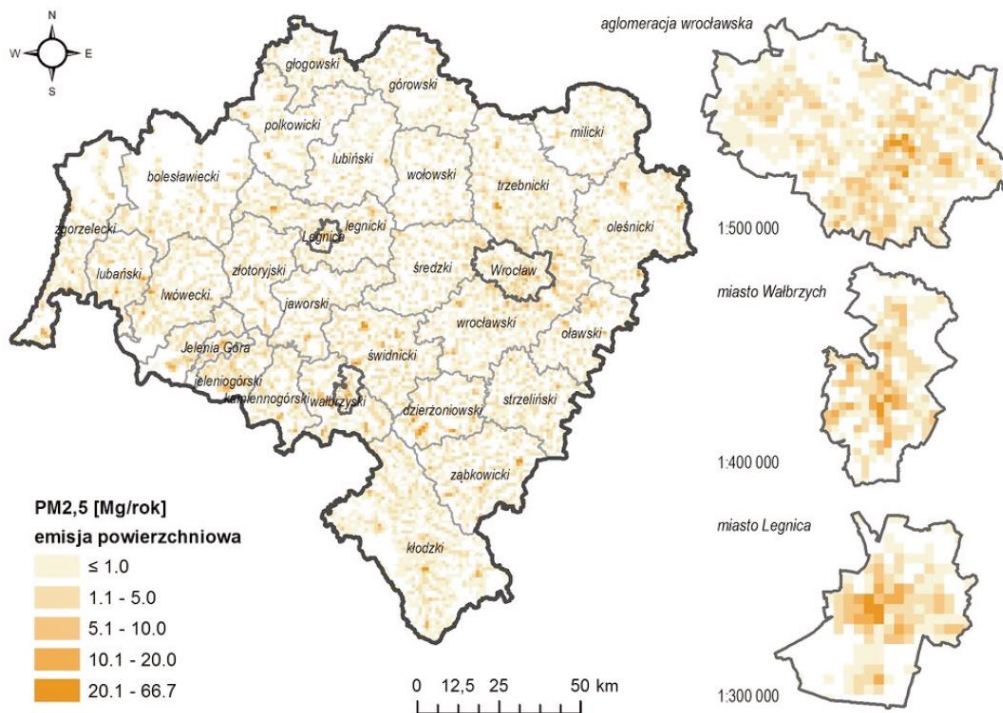 N
W E
S
głogowski
górowski
polkowicki
milicki
lubiński
bolesławiecki
wołowski
trzebnicki
zgorzelecki
Legnica
legnicki
oleśnicki
lubański
złotoryjski
średzki
Wrocław
lwówecki
jaworski
wrocławski
oławski
Jelenia Góra
świdnicki
jeleniogórski
kamiennogórski
wałbrzyski
dzierżoniowski
strzeliński
ząbkowicki
kłodzki
PM2,5 [Mg/rok]
emisja powierzchniowa
≤ 1.0
1.1 - 5.0
5.1 - 10.0
10.1 - 20.0
20.1 - 66.7
0 12,5 25 50 km
aglomeracja wrocławska
1:500 000
miasto Wałbrzych
1:400 000
miasto Legnica
1:300 000